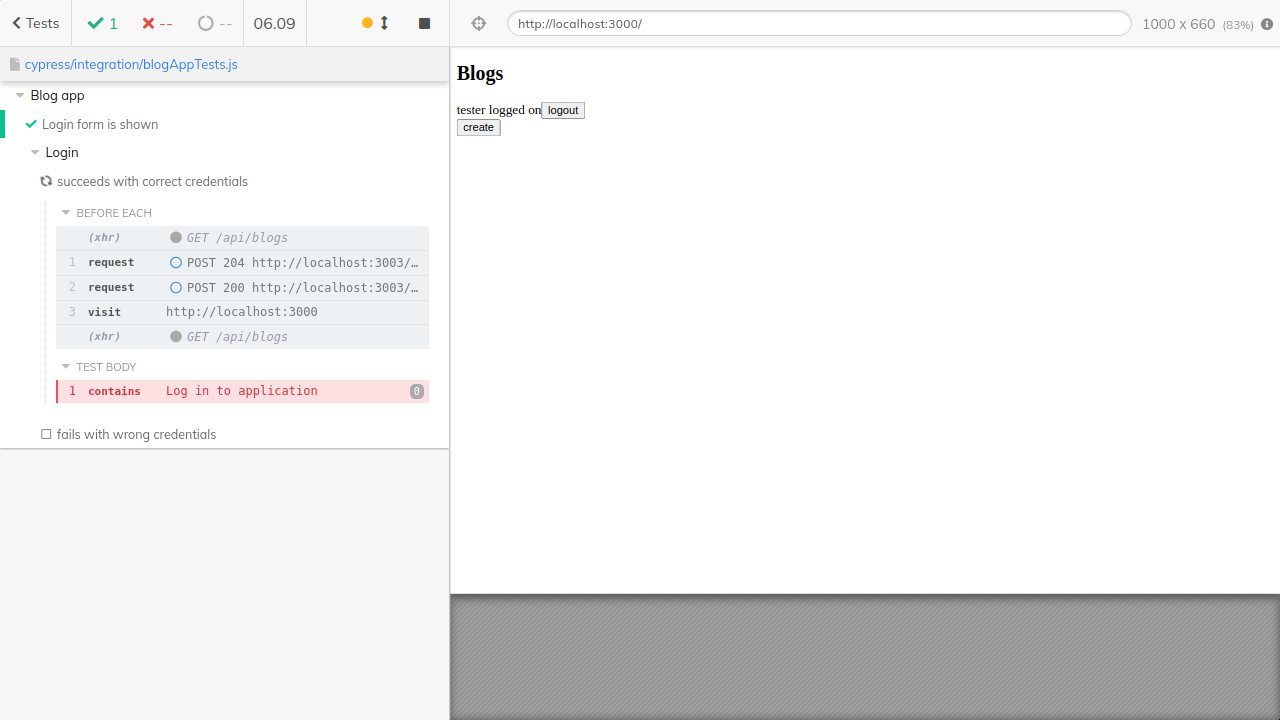 Tests
1
--
--
06.09
http://localhost:3000/
1000 x 660 (83%)
cypress/integration/blogAppTests.js
Blog app
Login form is shown
Login
succeeds with correct credentials
BEFORE EACH
(xhr) GET /api/blogs
1 request POST 204 http://localhost:3003/…
2 request POST 200 http://localhost:3003/…
3 visit http://localhost:3000
(xhr) GET /api/blogs
TEST BODY
1 contains Log in to application 0
fails with wrong credentials
Blogs
tester logged on logout
create